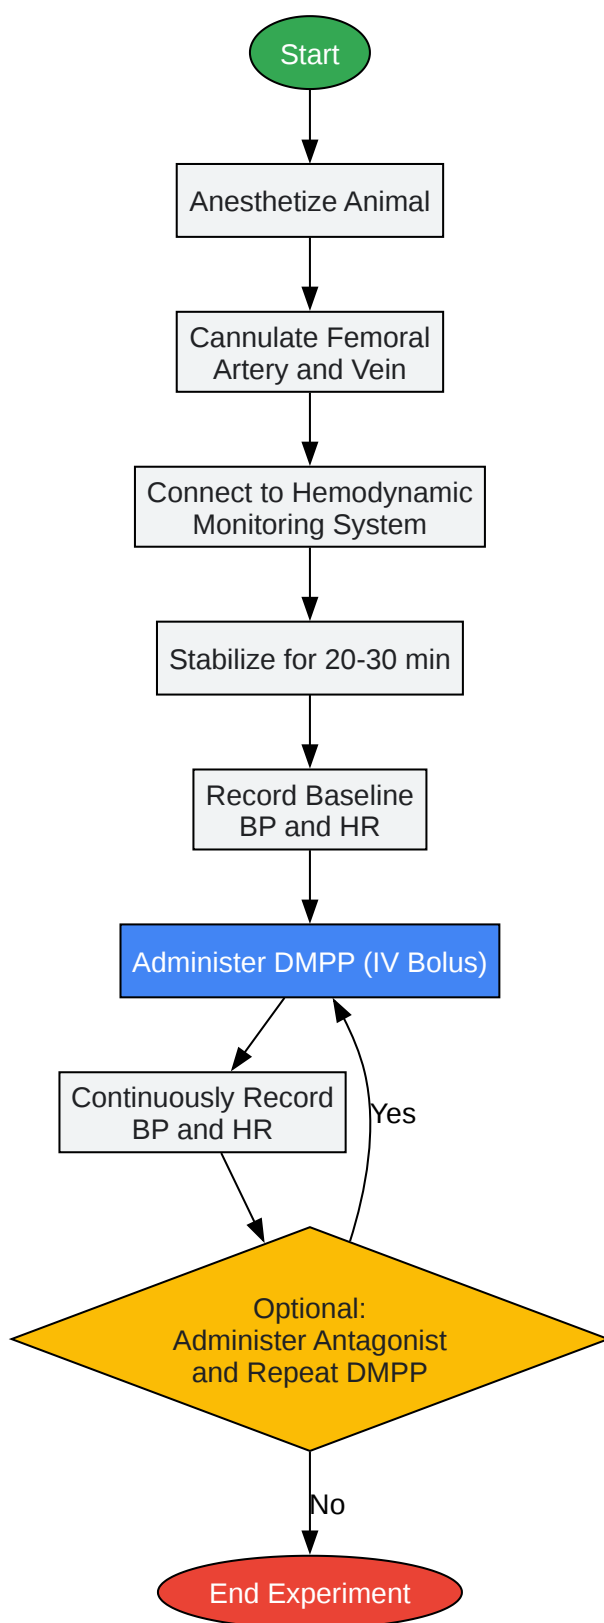 Start
Anesthetize Animal
Cannulate Femoral
Artery and Vein
Connect to Hemodynamic
Monitoring System
Stabilize for 20-30 min
Record Baseline
BP and HR
Administer DMPP (IV Bolus)
Continuously Record
BP and HR
Yes
Optional:
Administer Antagonist
and Repeat DMPP
No
End Experiment